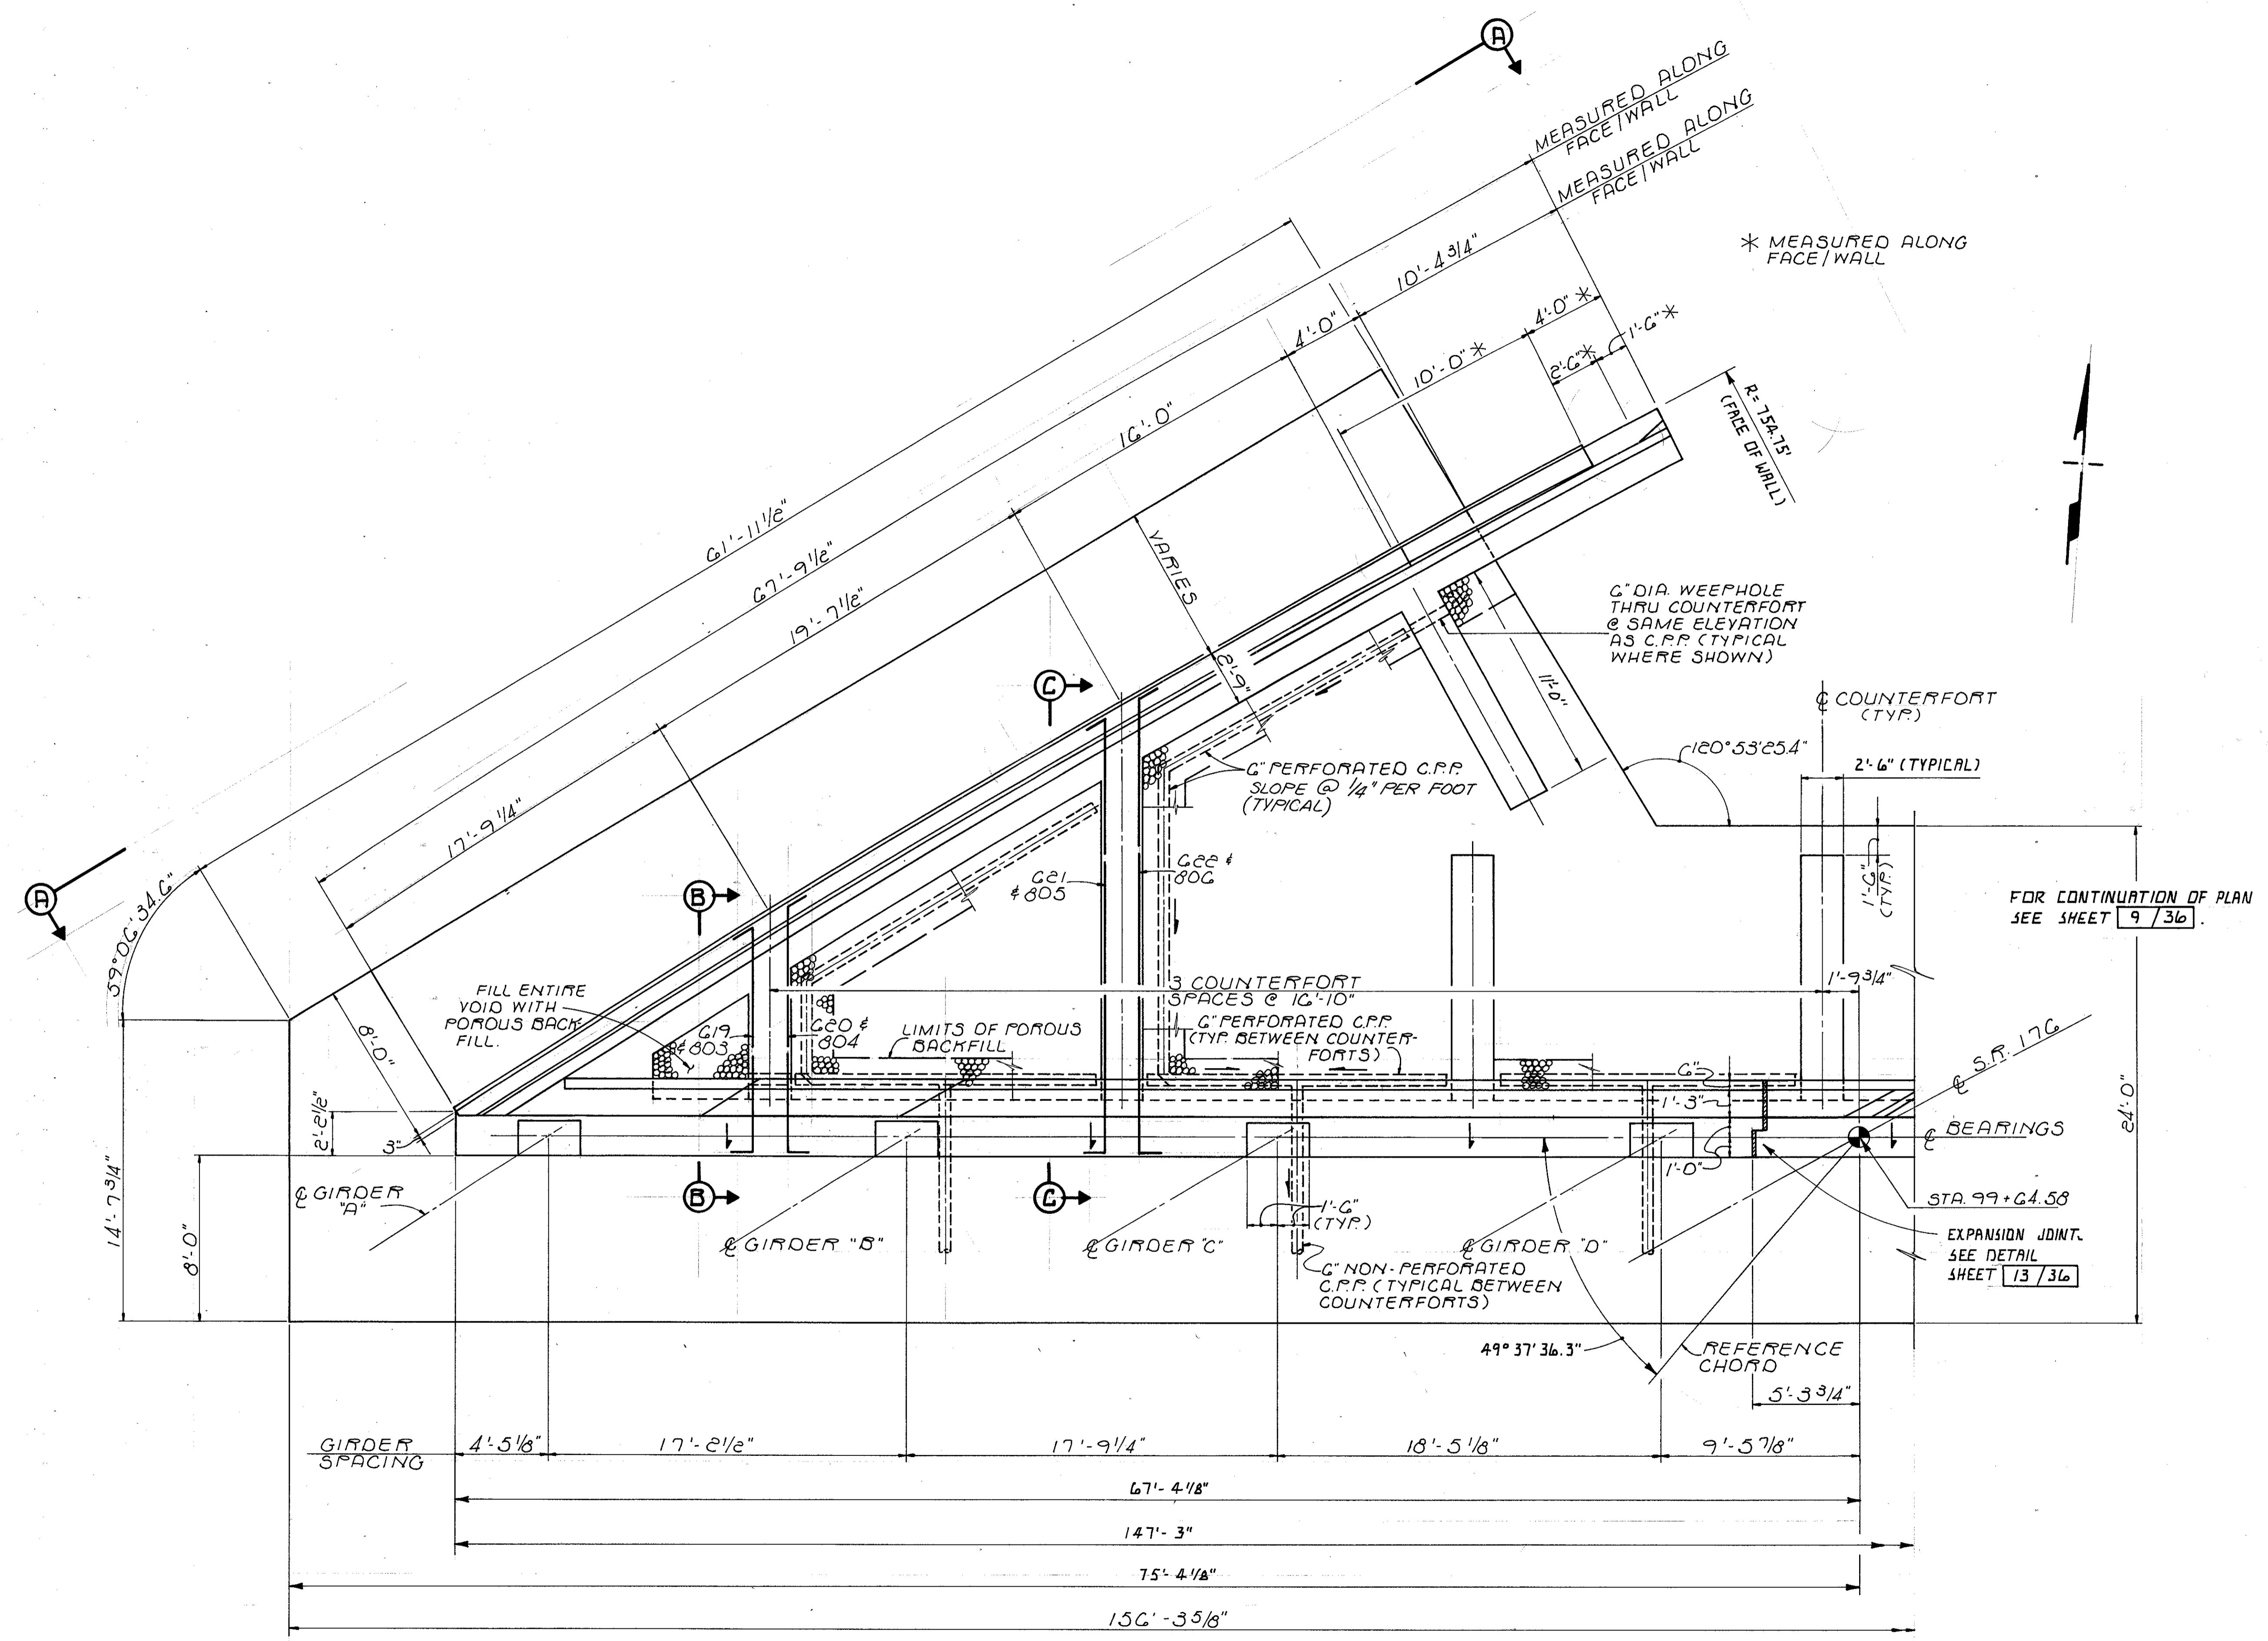 A
MEASURED ALONG
FACE/WALL
MEASURED ALONG
FACE/WALL
* MEASURED ALONG
FACE/WALL
10'-4 3/4"
4'-0"
4'-0" *
1'-6" *
10'-0" *
2'-6" *
R=754.75'
(FACE OF WALL)
16'-0"
61'-11 1/2"
67'-9 1/2"
19'-7 1/2"
17'-9 1/4"
VARIES
2'-9"
6" DIA. WEEPHOLE
THRU COUNTERFORT
@ SAME ELEVATION
AS C.P.P. (TYPICAL
WHERE SHOWN)
11'-0"
C
℄ COUNTERFORT
(TYP.)
120°53'25.4"
2'-6" (TYPICAL)
6" PERFORATED C.P.P.
SLOPE @ 1/4" PER FOOT
(TYPICAL)
1'-6"
(TYP.)
A
59°06'34.6"
B
621
& 805
622 &
806
FOR CONTINUATION OF PLAN
SEE SHEET 9/36.
FILL ENTIRE
VOID WITH
POROUS BACK-
FILL.
3 COUNTERFORT
SPACES @ 16'-10"
1'-9 3/4"
619
& 803
620 &
804
LIMITS OF POROUS
BACKFILL
6" PERFORATED C.P.P.
(TYP. BETWEEN COUNTER-
FORTS)
8'-0"
2'-2 1/2"
3"
6"
1'-3"
1'-0"
℄ S.R. 176
℄ BEARINGS
24'-0"
14'-7 3/4"
8'-0"
℄ GIRDER
"A"
B
C
STA. 99+64.58
1'-6"
(TYP.)
℄ GIRDER "B"
℄ GIRDER "C"
℄ GIRDER "D"
EXPANSION JOINT.
SEE DETAIL
SHEET 13/36
6" NON-PERFORATED
C.P.P. (TYPICAL BETWEEN
COUNTERFORTS)
49° 37' 36.3"
REFERENCE
CHORD
5'-3 3/4"
GIRDER
SPACING
4'-5 1/8"
17'-2 1/2"
17'-9 1/4"
18'-5 1/8"
9'-5 7/8"
67'-4 1/8"
147'-3"
75'-4 1/8"
156'-3 5/8"